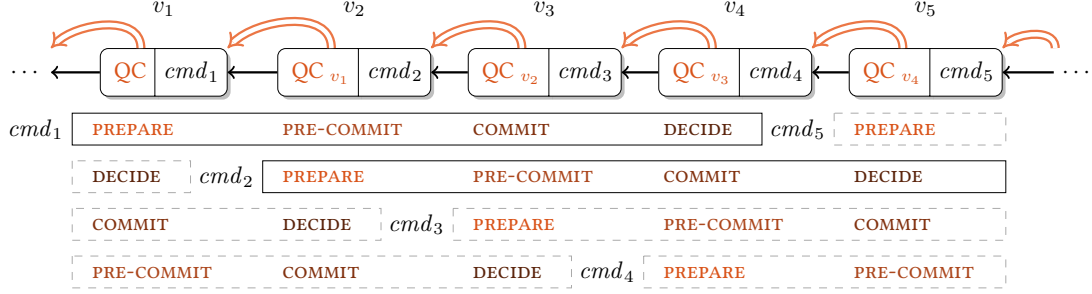 v₁ v₂ v₃ v₄ v₅
··· QC cmd₁ QC v₁ cmd₂ QC v₂ cmd₃ QC v₃ cmd₄ QC v₄ cmd₅ ···
cmd₁ PREPARE PRE-COMMIT COMMIT DECIDE cmd₅ PREPARE
DECIDE cmd₂ PREPARE PRE-COMMIT COMMIT DECIDE
COMMIT DECIDE cmd₃ PREPARE PRE-COMMIT COMMIT
PRE-COMMIT COMMIT DECIDE cmd₄ PREPARE PRE-COMMIT